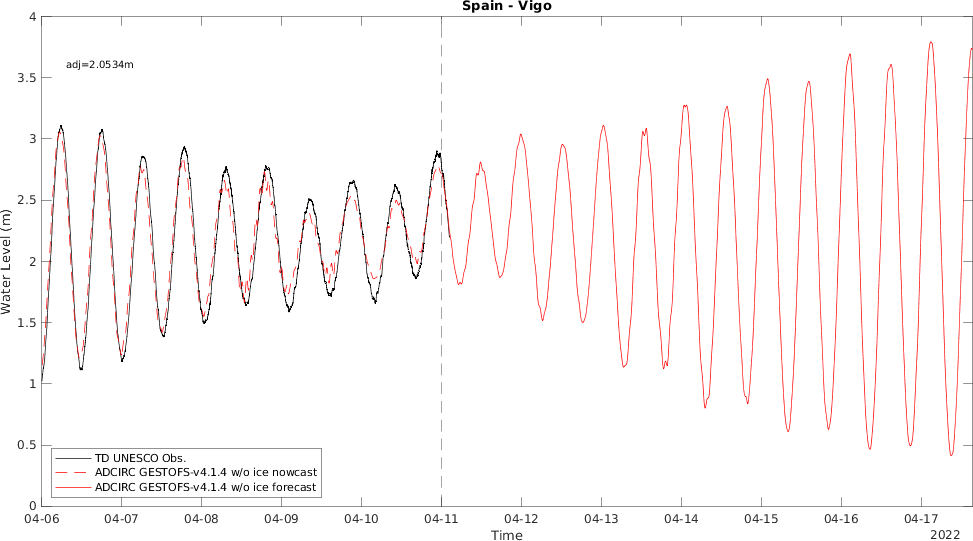 Spain - Vigo
4
3.5
3
2.5
2
1.5
1
0.5
0
Water Level (m)
adj=2.0534m
TD UNESCO Obs.
ADCIRC GESTOFS-v4.1.4 w/o ice nowcast
ADCIRC GESTOFS-v4.1.4 w/o ice forecast
04-06 04-07 04-08 04-09 04-10 04-11 04-12 04-13 04-14 04-15 04-16 04-17
2022
Time